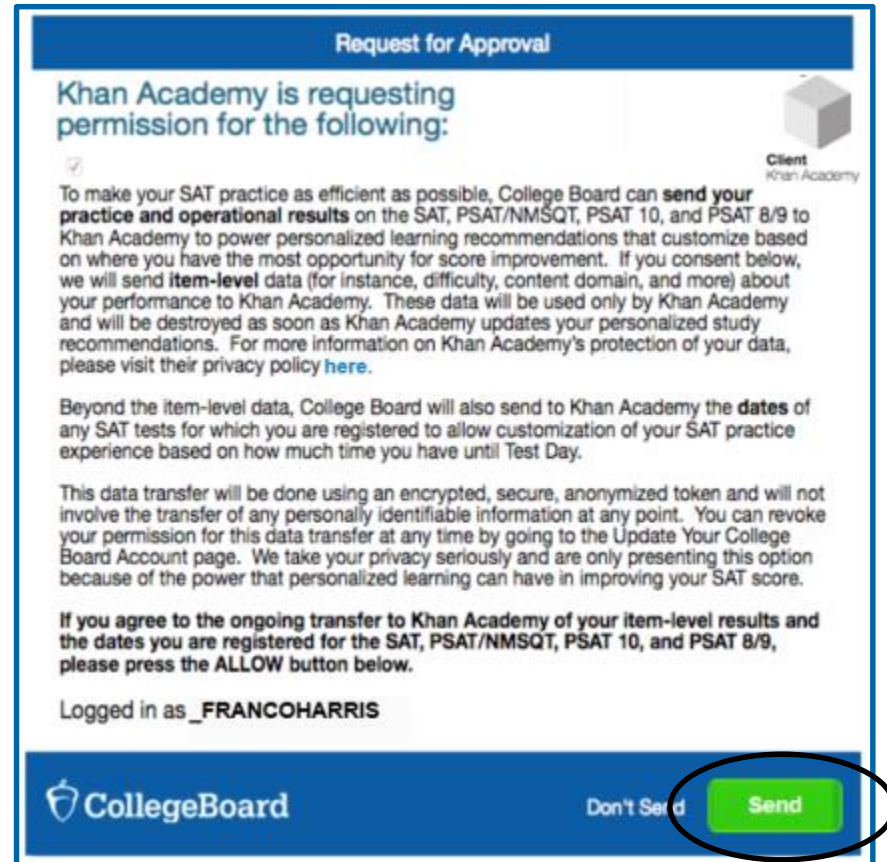 Request for Approval
Khan Academy is requesting
permission for the following:
Client
Khan Academy
To make your SAT practice as efficient as possible, College Board can send your
practice and operational results on the SAT, PSAT/NMSQT, PSAT 10, and PSAT 8/9 to
Khan Academy to power personalized learning recommendations that customize based
on where you have the most opportunity for score improvement. If you consent below,
we will send item-level data (for instance, difficulty, content domain, and more) about
your performance to Khan Academy. These data will be used only by Khan Academy
and will be destroyed as soon as Khan Academy updates your personalized study
recommendations. For more information on Khan Academy's protection of your data,
please visit their privacy policy here.
Beyond the item-level data, College Board will also send to Khan Academy the dates of
any SAT tests for which you are registered to allow customization of your SAT practice
experience based on how much time you have until Test Day.
This data transfer will be done using an encrypted, secure, anonymized token and will not
involve the transfer of any personally identifiable information at any point. You can revoke
your permission for this data transfer at any time by going to the Update Your College
Board Account page. We take your privacy seriously and are only presenting this option
because of the power that personalized learning can have in improving your SAT score.
If you agree to the ongoing transfer to Khan Academy of your item-level results and
the dates you are registered for the SAT, PSAT/NMSQT, PSAT 10, and PSAT 8/9,
please press the ALLOW button below.
Logged in as _FRANCOHARRIS
CollegeBoard
Don't Send
Send